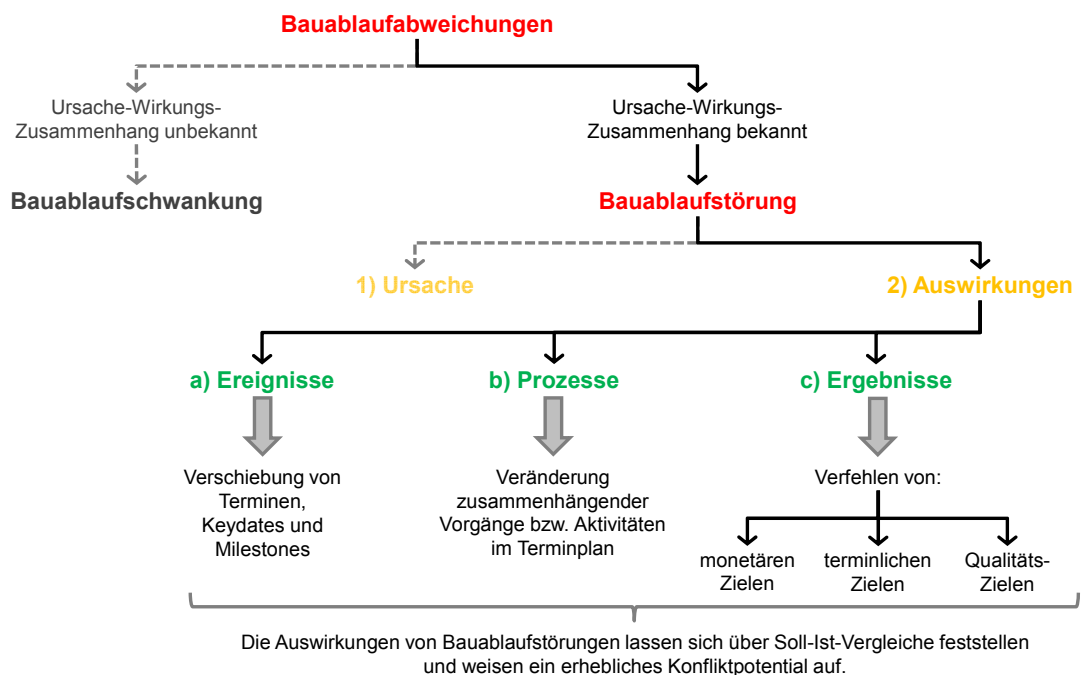 Bauablaufabweichungen
Ursache-Wirkungs-
Zusammenhang unbekannt
Ursache-Wirkungs-
Zusammenhang bekannt
Bauablaufschwankung
Bauablaufstörung
1) Ursache
2) Auswirkungen
a) Ereignisse
b) Prozesse
c) Ergebnisse
Verschiebung von
Terminen,
Keydates und
Milestones
Veränderung
zusammenhängender
Vorgänge bzw. Aktivitäten
im Terminplan
Verfehlen von:
monetären
Zielen
terminlichen
Zielen
Qualitäts-
Zielen
Die Auswirkungen von Bauablaufstörungen lassen sich über Soll-Ist-Vergleiche feststellen
und weisen ein erhebliches Konfliktpotential auf.